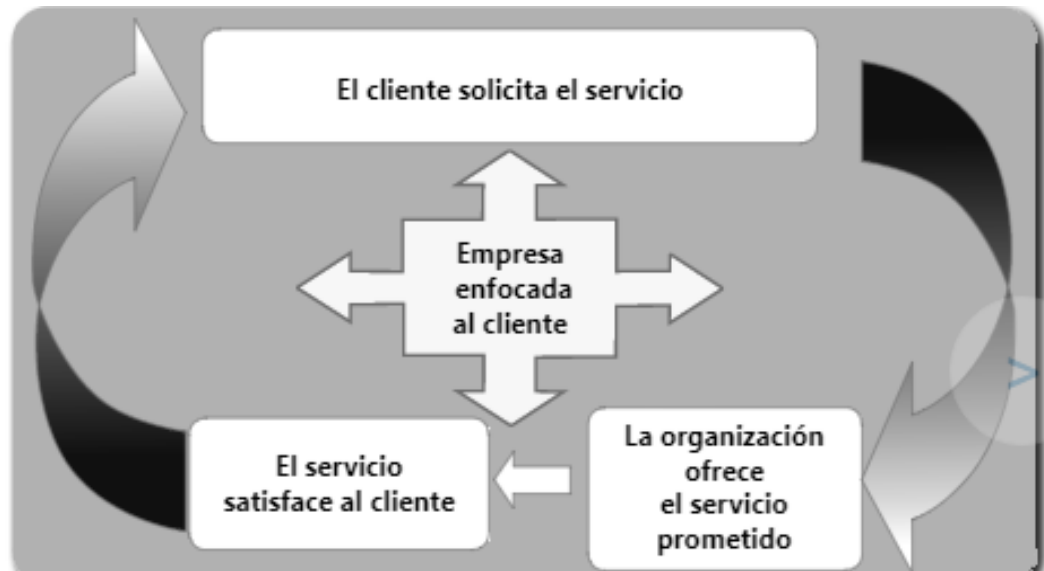 El cliente solicita el servicio
Empresa
enfocada
al cliente
El servicio
satisface al cliente
La organización
ofrece
el servicio
prometido